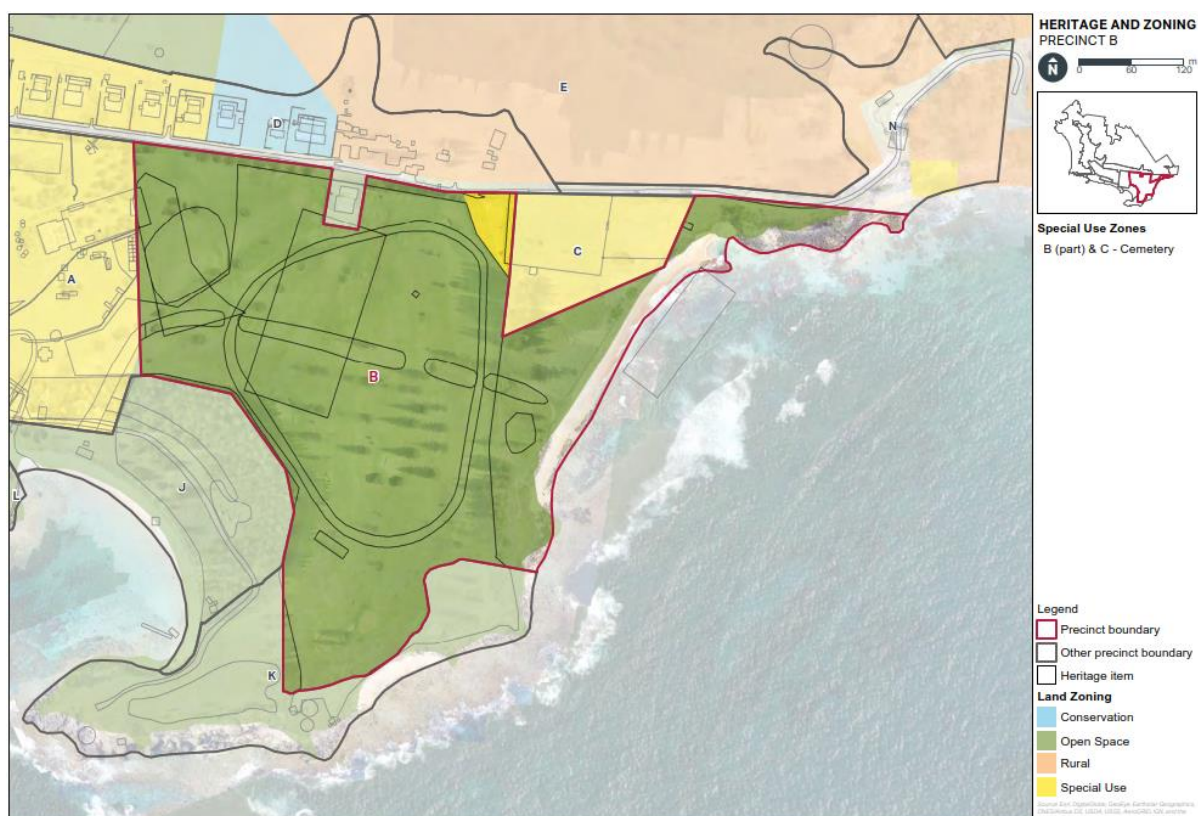 HERITAGE AND ZONING
PRECINCT B
N
0 60 120 m
Special Use Zones
B (part) & C - Cemetery
E
D
N
A
C
B
J
L
K
Legend
Precinct boundary
Other precinct boundary
Heritage item
Land Zoning
Conservation
Open Space
Rural
Special Use